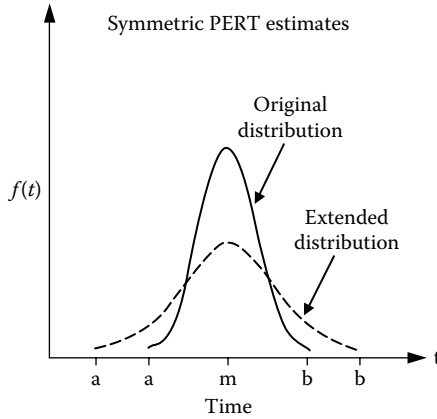 Symmetric PERT estimates
Original
distribution
f(t)
Extended
distribution
t
a a m b b
Time